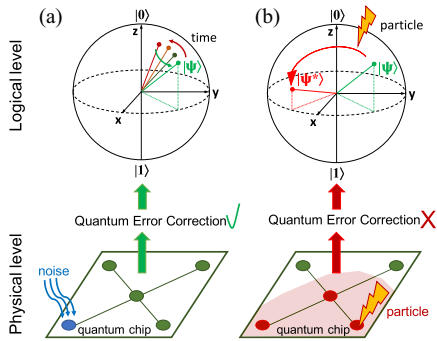 (a)
(b)
Logical level
|0⟩
z
time
|Ψ⟩
y
x
|1⟩
|0⟩
z
particle
|Ψ*⟩
|Ψ⟩
y
x
|1⟩
Quantum Error Correction ✓
Quantum Error Correction X
Physical level
noise
quantum chip
particle
quantum chip